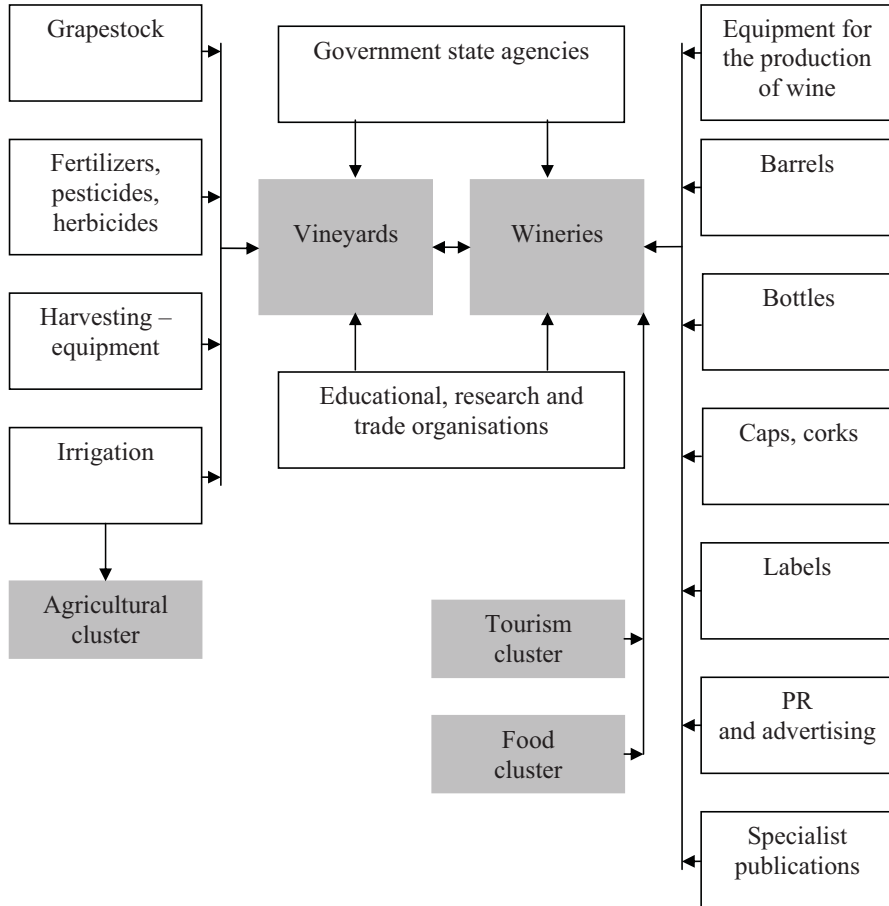 Grapestock
Fertilizers,
pesticides,
herbicides
Harvesting –
equipment
Irrigation
Agricultural
cluster
Government state agencies
Vineyards
Wineries
Educational, research and
trade organisations
Tourism
cluster
Food
cluster
Equipment for
the production
of wine
Barrels
Bottles
Caps, corks
Labels
PR
and advertising
Specialist
publications